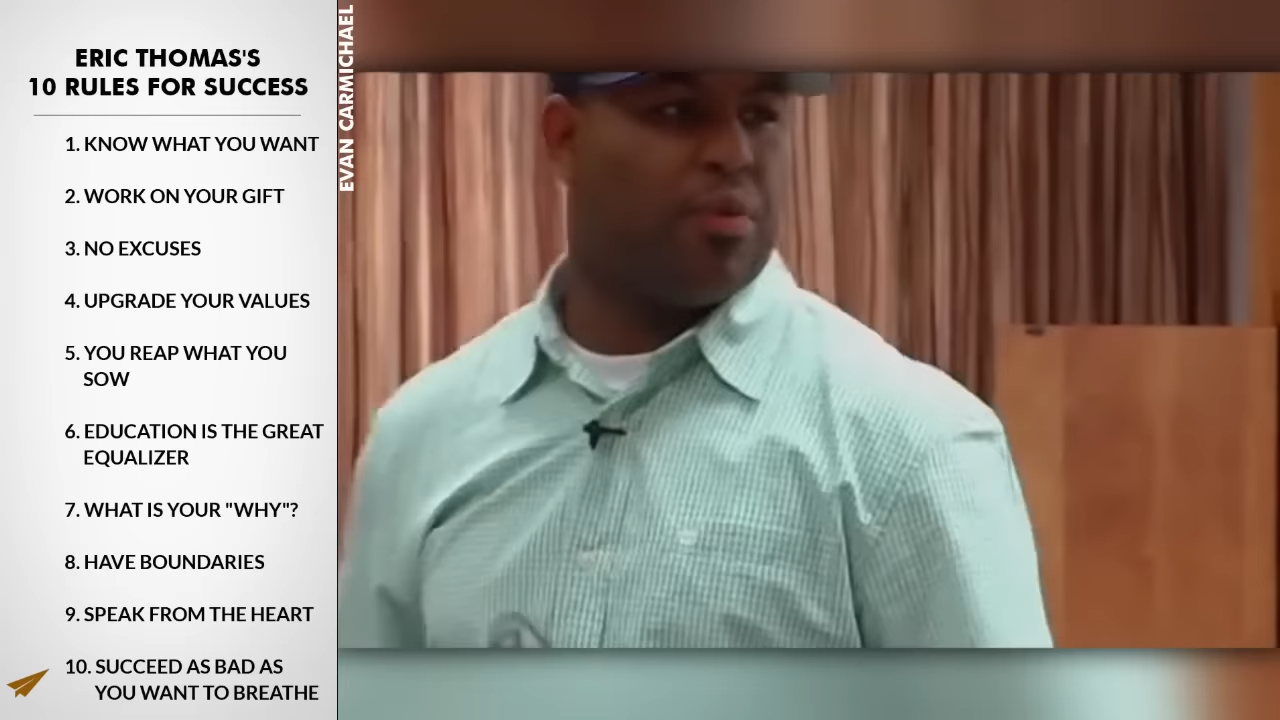 ERIC THOMAS'S
10 RULES FOR SUCCESS
1. KNOW WHAT YOU WANT
2. WORK ON YOUR GIFT
3. NO EXCUSES
4. UPGRADE YOUR VALUES
5. YOU REAP WHAT YOU
SOW
6. EDUCATION IS THE GREAT
EQUALIZER
7. WHAT IS YOUR "WHY"?
8. HAVE BOUNDARIES
9. SPEAK FROM THE HEART
10. SUCCEED AS BAD AS
YOU WANT TO BREATHE
EVAN CARMICHAEL